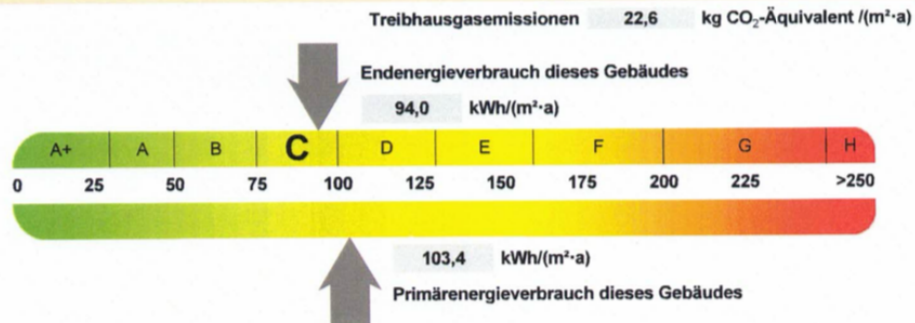 Treibhausgasemissionen 22,6 kg CO₂-Äquivalent /(m²·a)
Endenergieverbrauch dieses Gebäudes
94,0 kWh/(m²·a)
A+ A B C D E F G H
0 25 50 75 100 125 150 175 200 225 >250
103,4 kWh/(m²·a)
Primärenergieverbrauch dieses Gebäudes